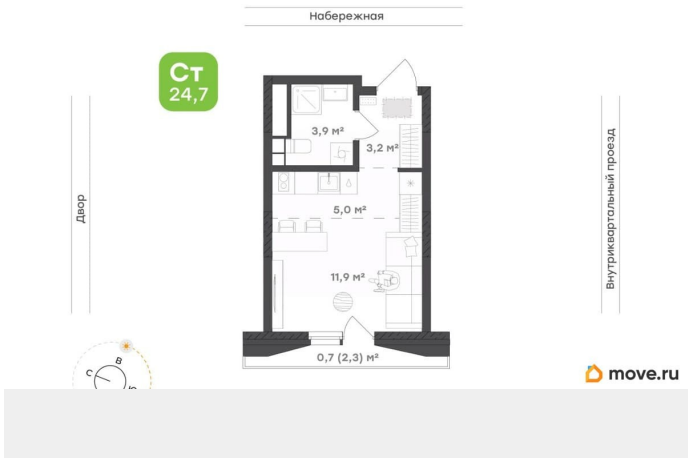 Набережная
Ст
24,7
3,9 м²
3,2 м²
Двор
5,0 м²
Внутриквартальный проезд
11,9 м²
0,7 (2,3) м²
В
С
move.ru